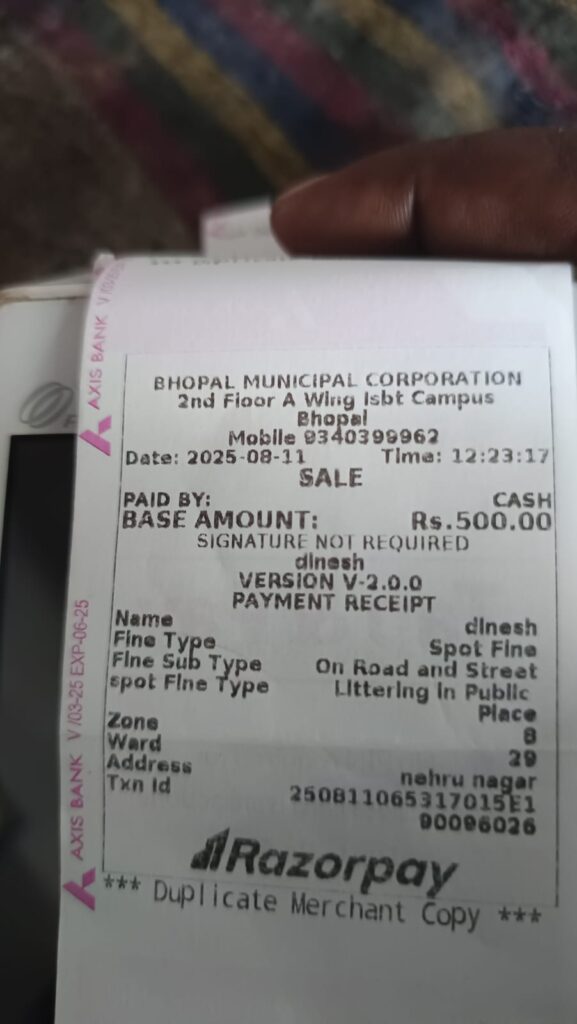 BHOPAL MUNICIPAL CORPORATION
2nd Floor A Wing Isbt Campus
Bhopal
Mobile 9340399962
Date: 2025-08-11 Time: 12:23:17
SALE
PAID BY: CASH
BASE AMOUNT: Rs.500.00
SIGNATURE NOT REQUIRED
dinesh
VERSION V-2.0.0
PAYMENT RECEIPT
Name dinesh
Fine Type Spot Fine
Fine Sub Type On Road and Street
spot Fine Type Littering in Public
Place
Zone 8
Ward 29
Address nehru nagar
Txn Id 250811065317015E1
90096026
Razorpay
*** Duplicate Merchant Copy ***
AXIS BANK V /03-25 EXP-06-25
AXIS BANK